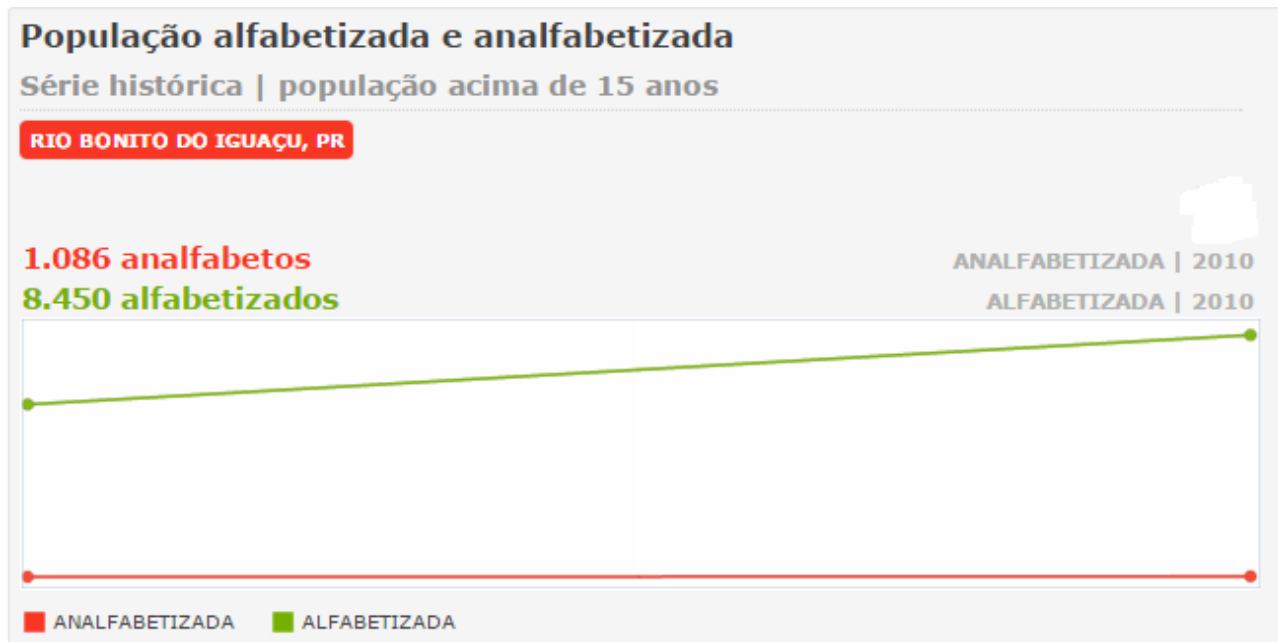 População alfabetizada e analfabetizada
Série histórica | população acima de 15 anos
RIO BONITO DO IGUAÇU, PR
1.086 analfabetos
ANALFABETIZADA | 2010
8.450 alfabetizados
ALFABETIZADA | 2010
ANALFABETIZADA ALFABETIZADA